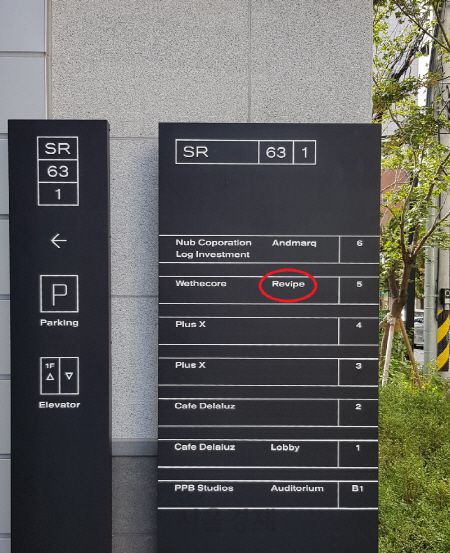 SR
63
1
←
P
Parking
1F
Elevator
SR 63 1
Nub Coporation Andmarq 6
Log Investment
Wethecore Revipe 5
Plus X 4
Plus X 3
Cafe Delaluz 2
Cafe Delaluz Lobby 1
PPB Studios Auditorium B1